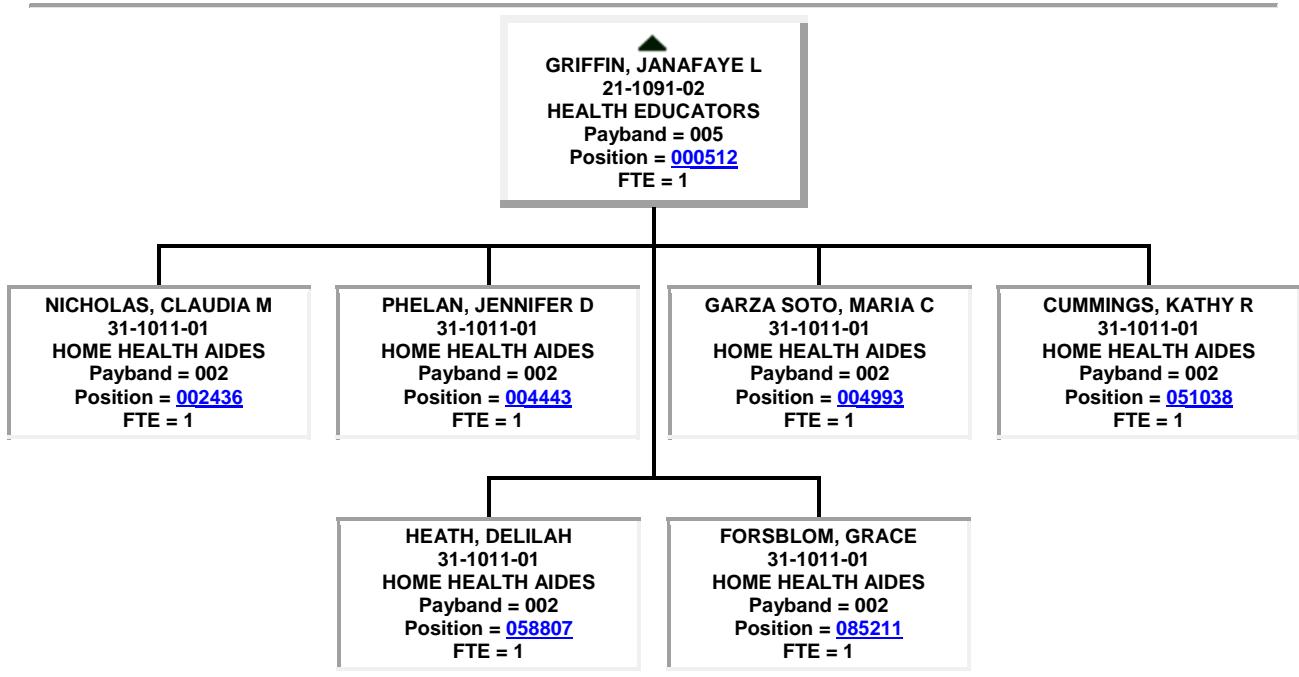 GRIFFIN, JANAFAYE L
21-1091-02
HEALTH EDUCATORS
Payband = 005
Position = 000512
FTE = 1
NICHOLAS, CLAUDIA M
31-1011-01
HOME HEALTH AIDES
Payband = 002
Position = 002436
FTE = 1
PHELAN, JENNIFER D
31-1011-01
HOME HEALTH AIDES
Payband = 002
Position = 004443
FTE = 1
GARZA SOTO, MARIA C
31-1011-01
HOME HEALTH AIDES
Payband = 002
Position = 004993
FTE = 1
CUMMINGS, KATHY R
31-1011-01
HOME HEALTH AIDES
Payband = 002
Position = 051038
FTE = 1
HEATH, DELILAH
31-1011-01
HOME HEALTH AIDES
Payband = 002
Position = 058807
FTE = 1
FORSBLOM, GRACE
31-1011-01
HOME HEALTH AIDES
Payband = 002
Position = 085211
FTE = 1